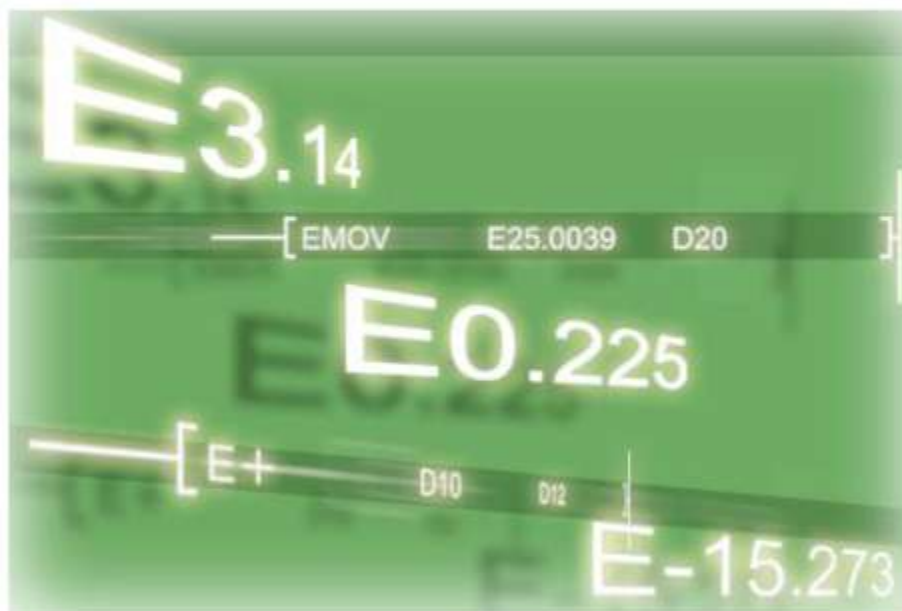 E3.14
[ EMOV E25.0039 D20 ]
E0.225
[ E+ D10 D12
E-15.273